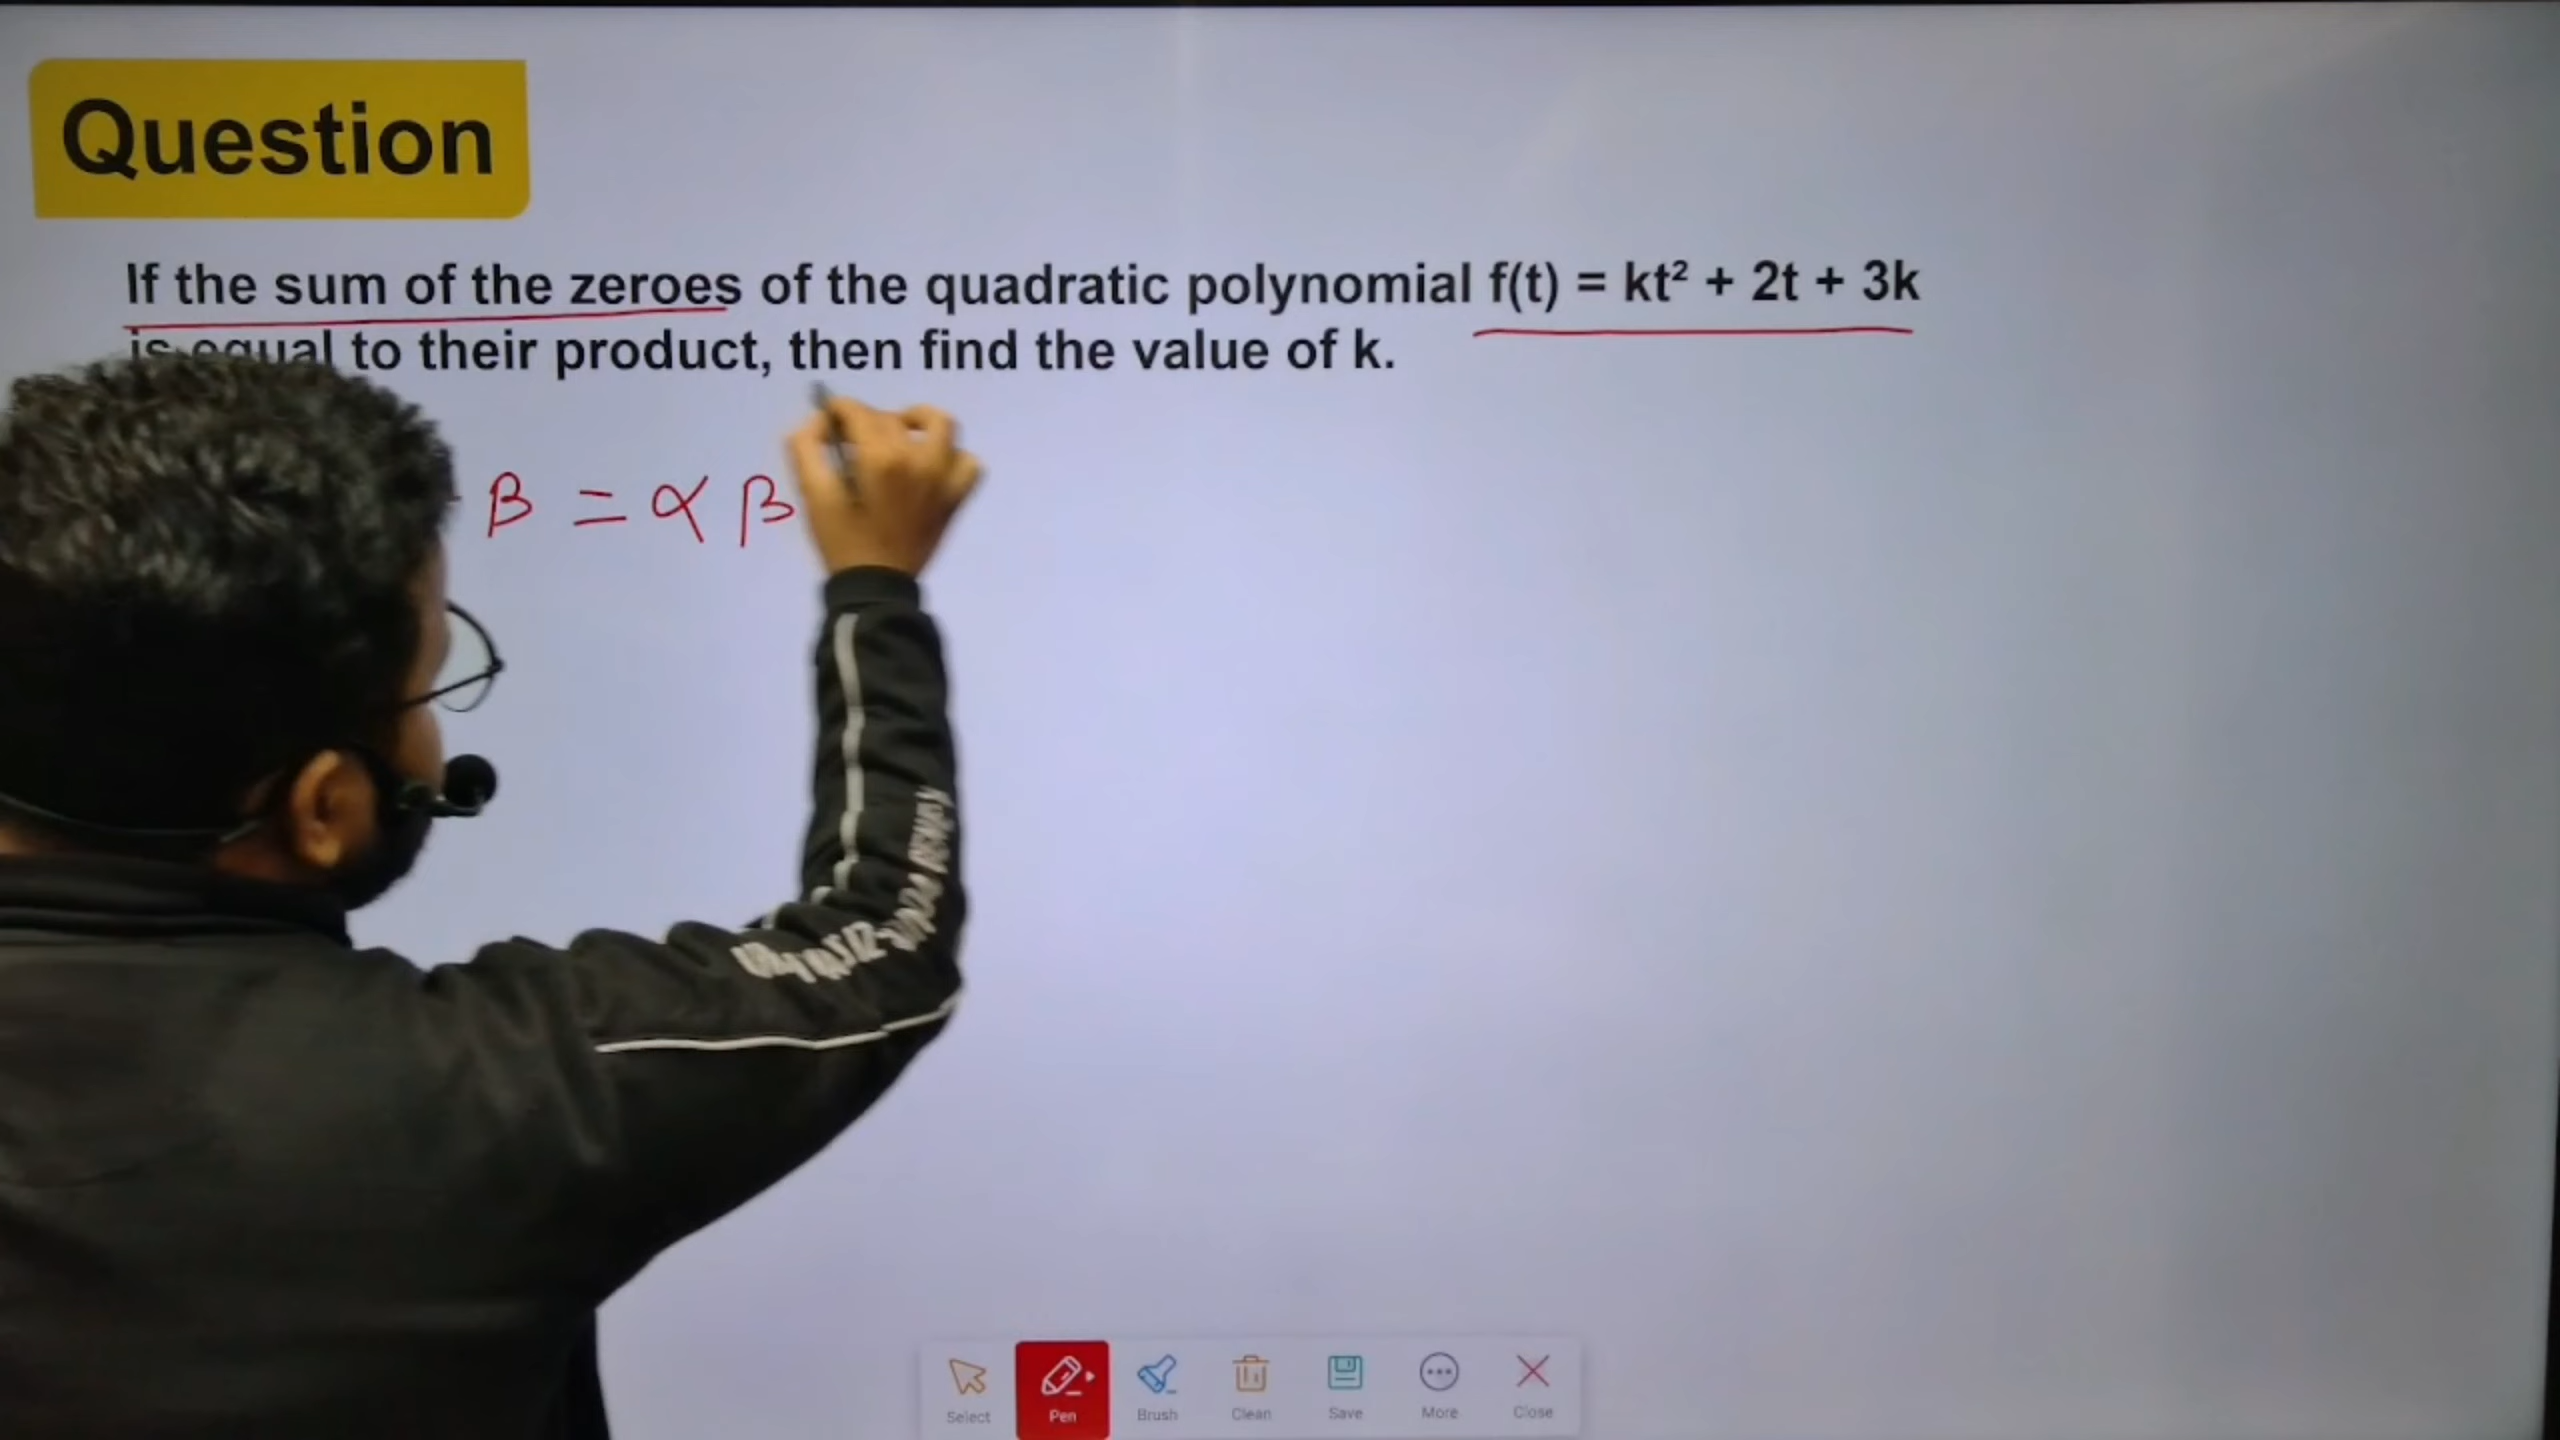 Question
If the sum of the zeroes of the quadratic polynomial f(t) = kt² + 2t + 3k
is equal to their product, then find the value of k.
β = α β
Select Pen Brush Clean Save More Close